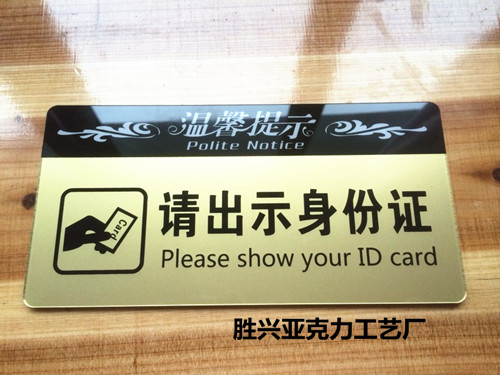 温馨提示
Polite Notice
Card
请出示身份证
Please show your ID card
胜兴亚克力工艺厂